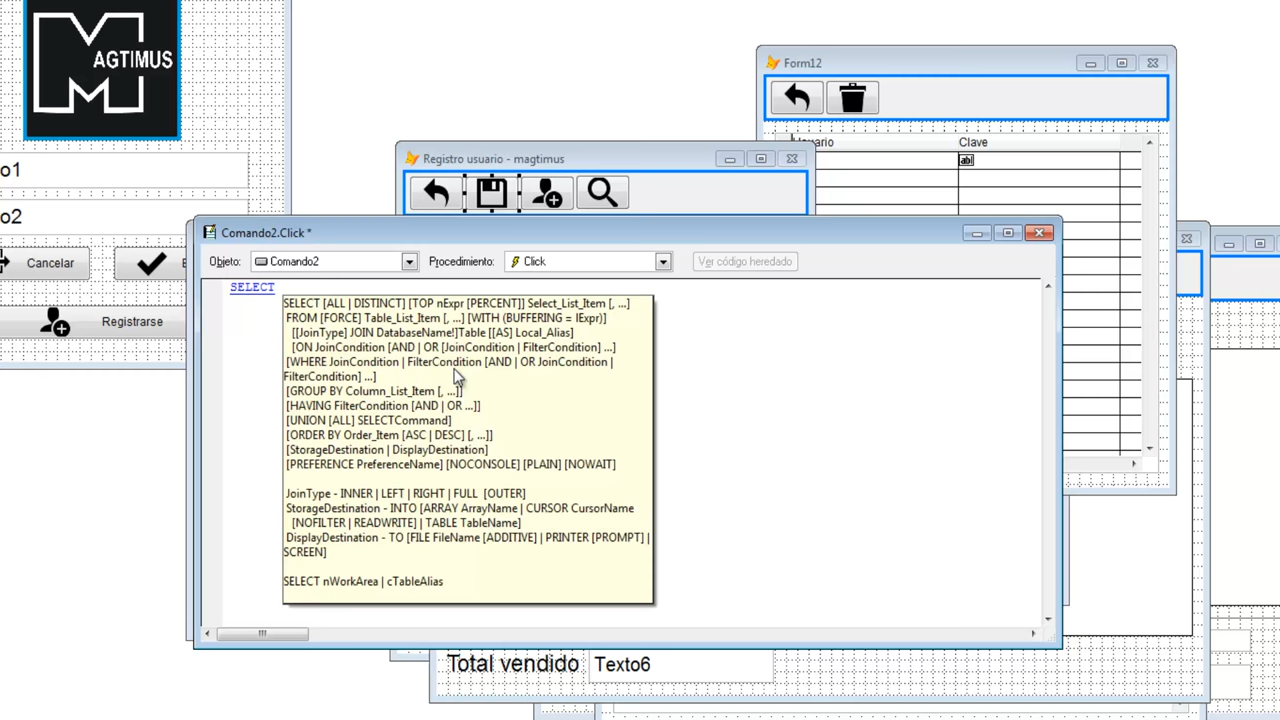 AGTIMUS
Form12
Usuario Clave
abl
Registro usuario - magtimus
o1
o2
Cancelar
Registrarse
Comando2.Click *
Objeto: Comando2 Procedimiento: Click Ver código heredado
SELECT
SELECT [ALL | DISTINCT] [TOP nExpr [PERCENT]] Select_List_Item [, ...]
FROM [FORCE] Table_List_Item [, ...] [WITH (BUFFERING = lExpr)]
[[JoinType] JOIN DatabaseName!]Table [[AS] Local_Alias]
[ON JoinCondition [AND | OR [JoinCondition | FilterCondition] ...]
[WHERE JoinCondition | FilterCondition [AND | OR JoinCondition |
FilterCondition] ...]
[GROUP BY Column_List_Item [, ...]]
[HAVING FilterCondition [AND | OR ...]]
[UNION [ALL] SELECTCommand]
[ORDER BY Order_Item [ASC | DESC] [, ...]]
[StorageDestination | DisplayDestination]
[PREFERENCE PreferenceName] [NOCONSOLE] [PLAIN] [NOWAIT]
JoinType - INNER | LEFT | RIGHT | FULL [OUTER]
StorageDestination - INTO [ARRAY ArrayName | CURSOR CursorName
[NOFILTER | READWRITE] | TABLE TableName]
DisplayDestination - TO [FILE FileName [ADDITIVE] | PRINTER [PROMPT] |
SCREEN]
SELECT nWorkArea | cTableAlias
Total vendido Texto6